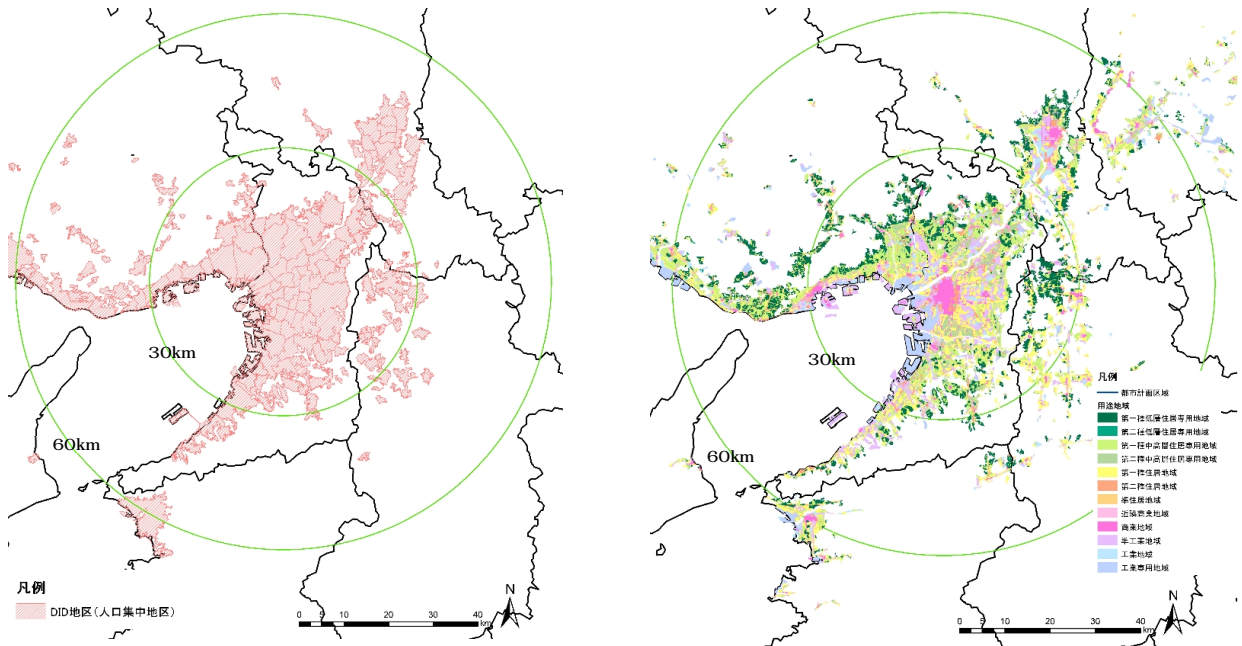 30km
60km
凡例
DID地区(人口集中地区)
N
0 5 10 20 30 40
km
30km
60km
凡例
都市計画区域
用途地域
第一種低層住居専用地域
第二種低層住居専用地域
第一種中高層住居専用地域
第二種中高層住居専用地域
第一種住居地域
第二種住居地域
準住居地域
近隣商業地域
商業地域
準工業地域
工業地域
工業専用地域
N
0 5 10 20 30 40
km